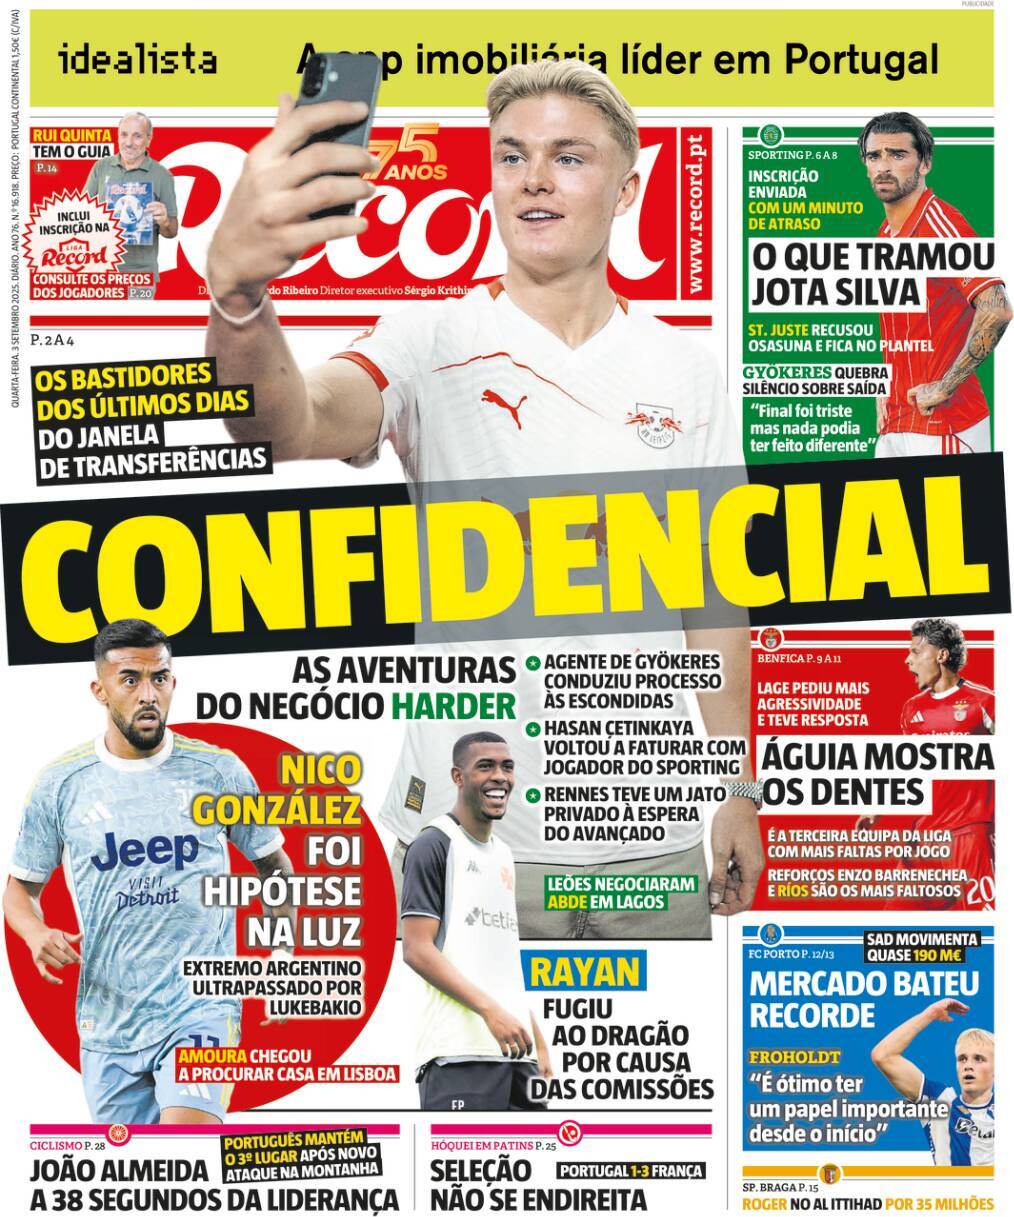 PUBLICIDADE
idealista
A app imobiliária líder em Portugal
QUARTA-FEIRA. 3 SETEMBRO 2025. DIÁRIO. ANO 76. N.º 16.918. PREÇO: PORTUGAL CONTINENTAL 1,50€ (C/IVA)
RUI QUINTA
TEM O GUIA
P. 14
INCLUI
INSCRIÇÃO NA
LIGA
Record
CONSULTE OS PREÇOS
DOS JOGADORES P. 20
75
ANOS
Record
Ribeiro Diretor executivo Sérgio
www.record.pt
P. 2 A 4
OS BASTIDORES
DOS ÚLTIMOS DIAS
DO JANELA
DE TRANSFERÊNCIAS
RB LEIPZIG
SPORTING P. 6 A 8
INSCRIÇÃO
ENVIADA
COM UM MINUTO
DE ATRASO
O QUE TRAMOU
JOTA SILVA
ST. JUSTE RECUSOU
OSASUNA E FICA NO PLANTEL
GYÖKERES QUEBRA
SILÊNCIO SOBRE SAÍDA
“Final foi triste
mas nada podia
ter feito diferente”
CONFIDENCIAL
AS AVENTURAS
DO NEGÓCIO HARDER
AGENTE DE GYÖKERES
CONDUZIU PROCESSO
ÀS ESCONDIDAS
HASAN ÇETINKAYA
VOLTOU A FATURAR COM
JOGADOR DO SPORTING
RENNES TEVE UM JATO
PRIVADO À ESPERA
DO AVANÇADO
LEÕES NEGOCIARAM
ABDE EM LAGOS
NICO
GONZÁLEZ
FOI
HIPÓTESE
NA LUZ
EXTREMO ARGENTINO
ULTRAPASSADO POR
LUKEBAKIO
AMOURA CHEGOU
A PROCURAR CASA EM LISBOA
Jeep
VISIT
Detroit
11
betfair
FP
RAYAN
FUGIU
AO DRAGÃO
POR CAUSA
DAS COMISSÕES
BENFICA P. 9 A 11
LAGE PEDIU MAIS
AGRESSIVIDADE
E TEVE RESPOSTA
ÁGUIA MOSTRA
OS DENTES
É A TERCEIRA EQUIPA DA LIGA
COM MAIS FALTAS POR JOGO
REFORÇOS ENZO BARRENECHEA
E RÍOS SÃO OS MAIS FALTOSOS
20
FC PORTO P. 12/13
SAD MOVIMENTA
QUASE 190 M€
MERCADO BATEU
RECORDE
FROHOLDT
“É ótimo ter
um papel importante
desde o início”
CICLISMO P. 28
PORTUGUÊS MANTÉM
O 3º LUGAR APÓS NOVO
ATAQUE NA MONTANHA
JOÃO ALMEIDA
A 38 SEGUNDOS DA LIDERANÇA
HÓQUEI EM PATINS P. 25
SELEÇÃO
PORTUGAL 1-3 FRANÇA
NÃO SE ENDIREITA
SP. BRAGA P. 15
ROGER NO AL ITTIHAD POR 35 MILHÕES